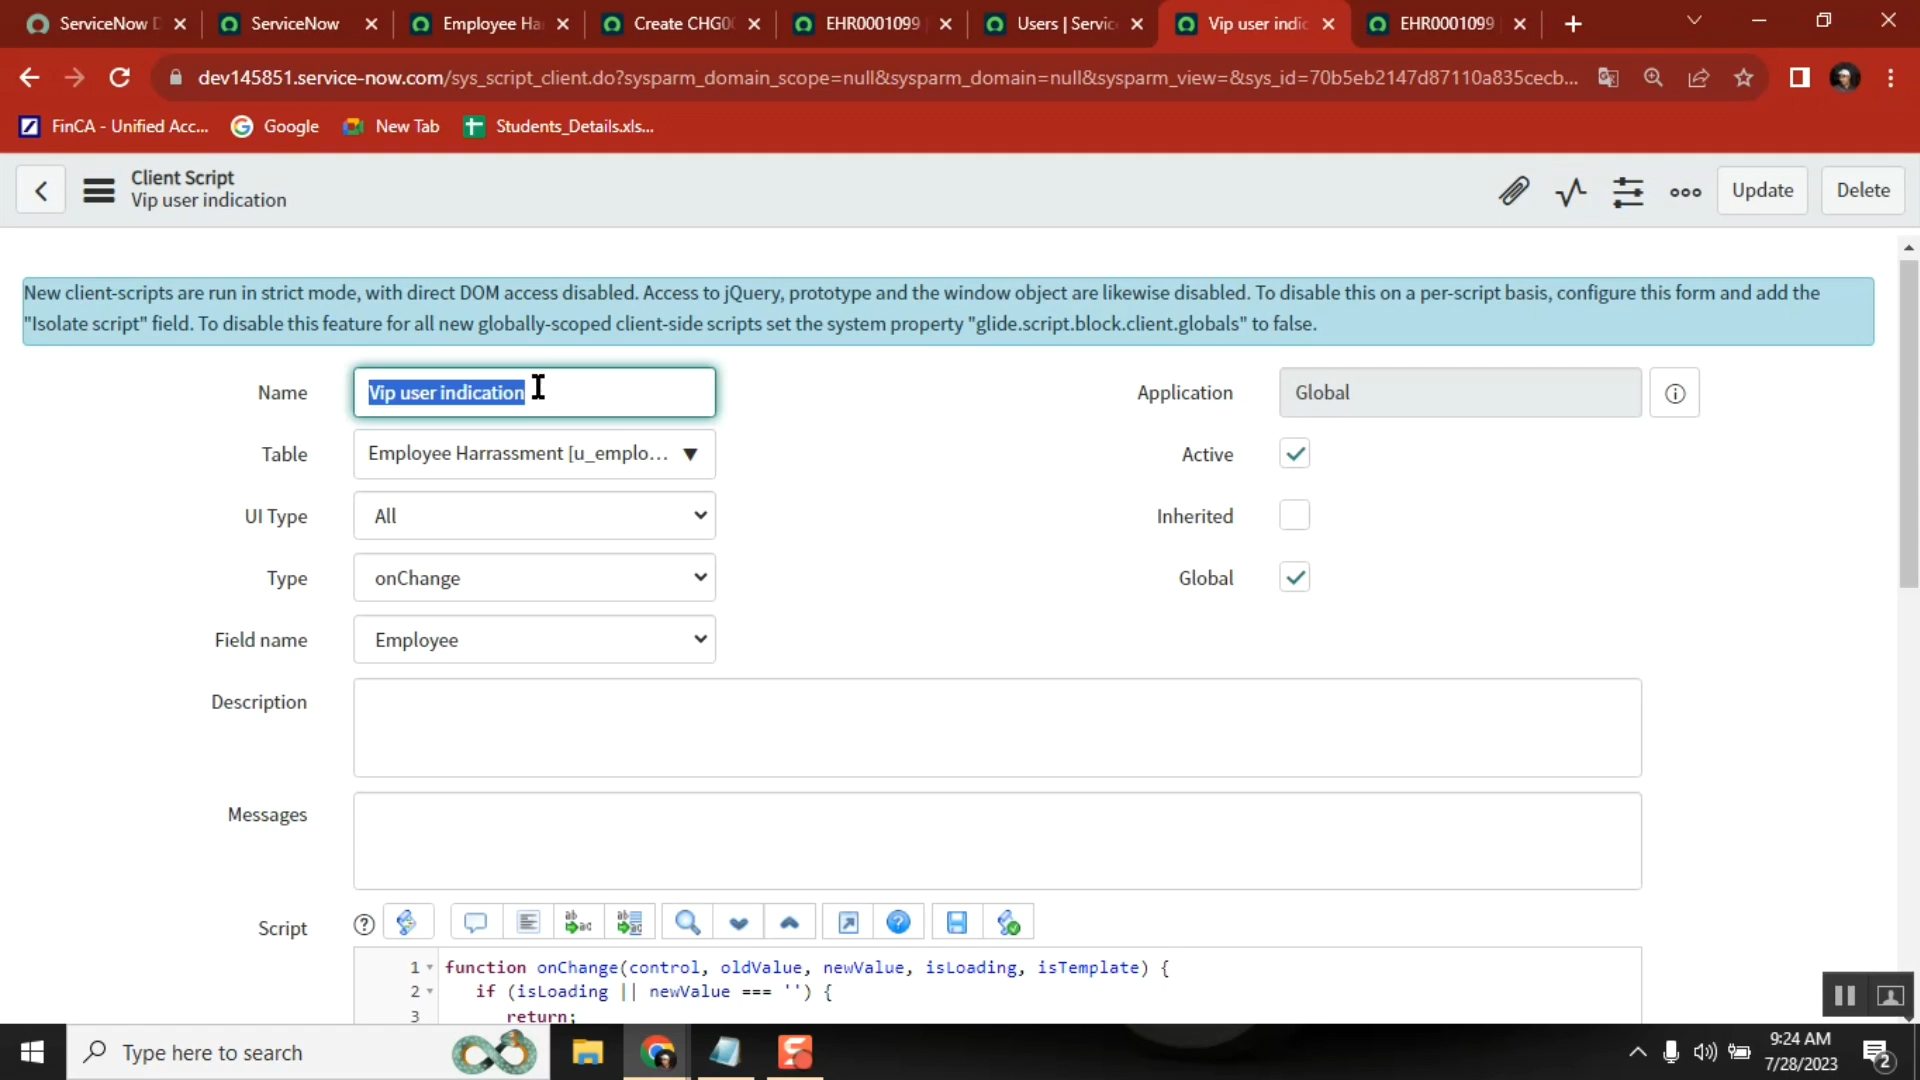 ServiceNow D
ServiceNow
Employee Ha
Create CHG0
EHR0001099
Users | Servic
Vip user indic
EHR0001099
dev145851.service-now.com/sys_script_client.do?sysparm_domain_scope=null&sysparm_domain=null&sysparm_view=&sys_id=70b5eb2147d87110a835cecb...
FinCA - Unified Acc...
Google
New Tab
Students_Details.xls...
Client Script
Vip user indication
Update
Delete
New client-scripts are run in strict mode, with direct DOM access disabled. Access to jQuery, prototype and the window object are likewise disabled. To disable this on a per-script basis, configure this form and add the
"Isolate script" field. To disable this feature for all new globally-scoped client-side scripts set the system property "glide.script.block.client.globals" to false.
Name
Vip user indication
Application
Global
Table
Employee Harrassment [u_emplo...
Active
UI Type
All
Inherited
Type
onChange
Global
Field name
Employee
Description
Messages
Script
1 function onChange(control, oldValue, newValue, isLoading, isTemplate) {
2 if (isLoading || newValue === '') {
3 return;
Type here to search
9:24 AM
7/28/2023
2